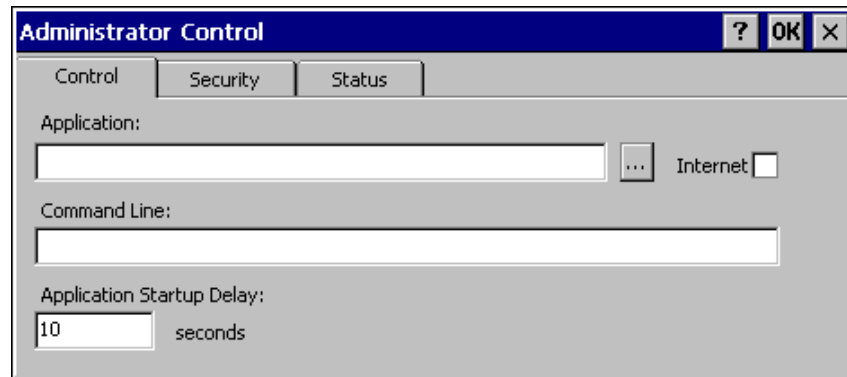 Administrator Control ? OK ×
Control Security Status
Application:
... Internet
Command Line:
Application Startup Delay:
10 seconds